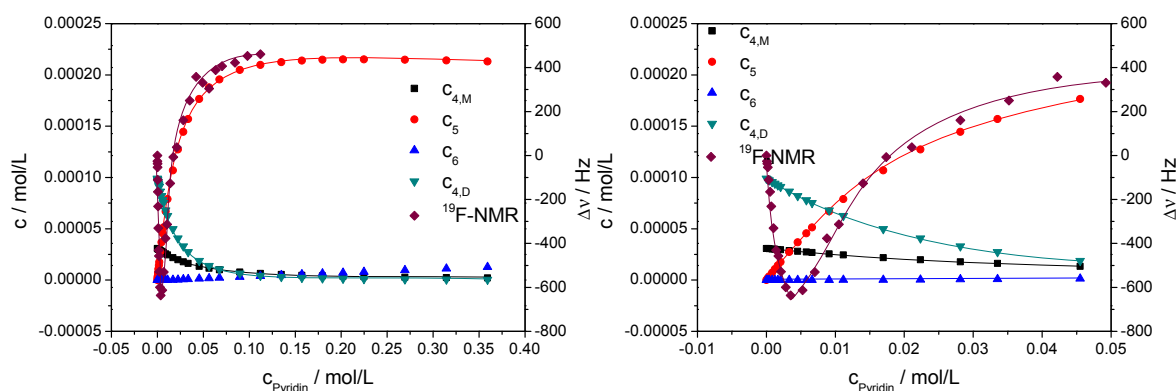 0.00025
0.00020
0.00015
0.00010
0.00005
0.00000
-0.00005
c / mol/L
600
400
200
0
-200
-400
-600
-800
Δν / Hz
-0.05 0.00 0.05 0.10 0.15 0.20 0.25 0.30 0.35 0.40
c_Pyridin / mol/L
c_4,M
c_5
c_6
c_4,D
¹⁹F-NMR
0.00025
0.00020
0.00015
0.00010
0.00005
0.00000
-0.00005
c / mol/L
600
400
200
0
-200
-400
-600
-800
Δν / Hz
-0.01 0.00 0.01 0.02 0.03 0.04 0.05
c_Pyridin / mol/L
c_4,M
c_5
c_6
c_4,D
¹⁹F-NMR